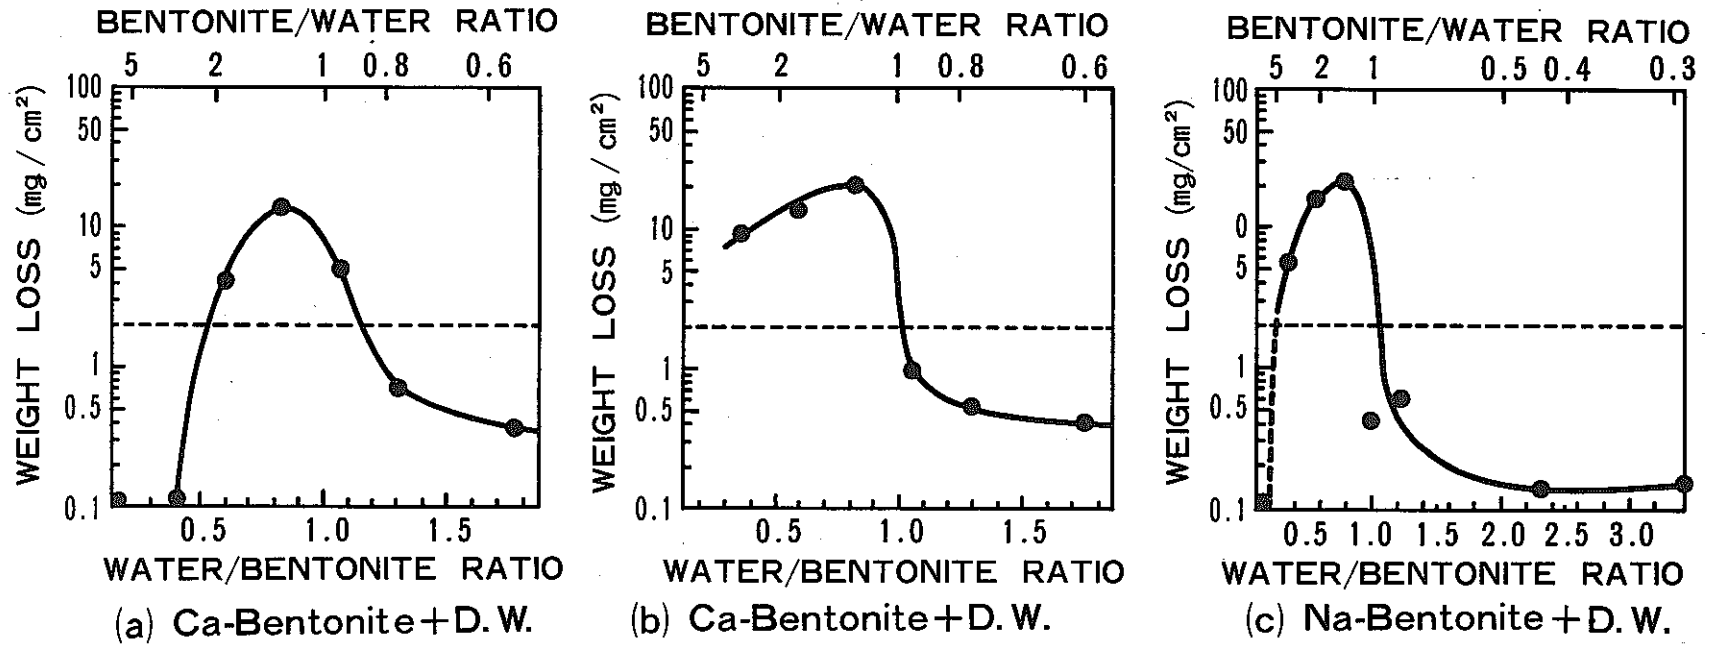 BENTONITE/WATER RATIO
5 2 1 0.8 0.6
100
50
10
5
1
0.5
0.1
WEIGHT LOSS (mg/cm²)
0.5 1.0 1.5
WATER/BENTONITE RATIO
(a) Ca-Bentonite+D.W.
BENTONITE/WATER RATIO
5 2 1 0.8 0.6
100
50
10
5
1
0.5
0.1
WEIGHT LOSS (mg/cm²)
0.5 1.0 1.5
WATER/BENTONITE RATIO
(b) Ca-Bentonite+D.W.
BENTONITE/WATER RATIO
5 2 1 0.5 0.4 0.3
100
50
0
5
1
0.5
0.1
WEIGHT LOSS (mg/cm²)
0.5 1.0 1.5 2.0 2.5 3.0
WATER/BENTONITE RATIO
(c) Na-Bentonite+D.W.